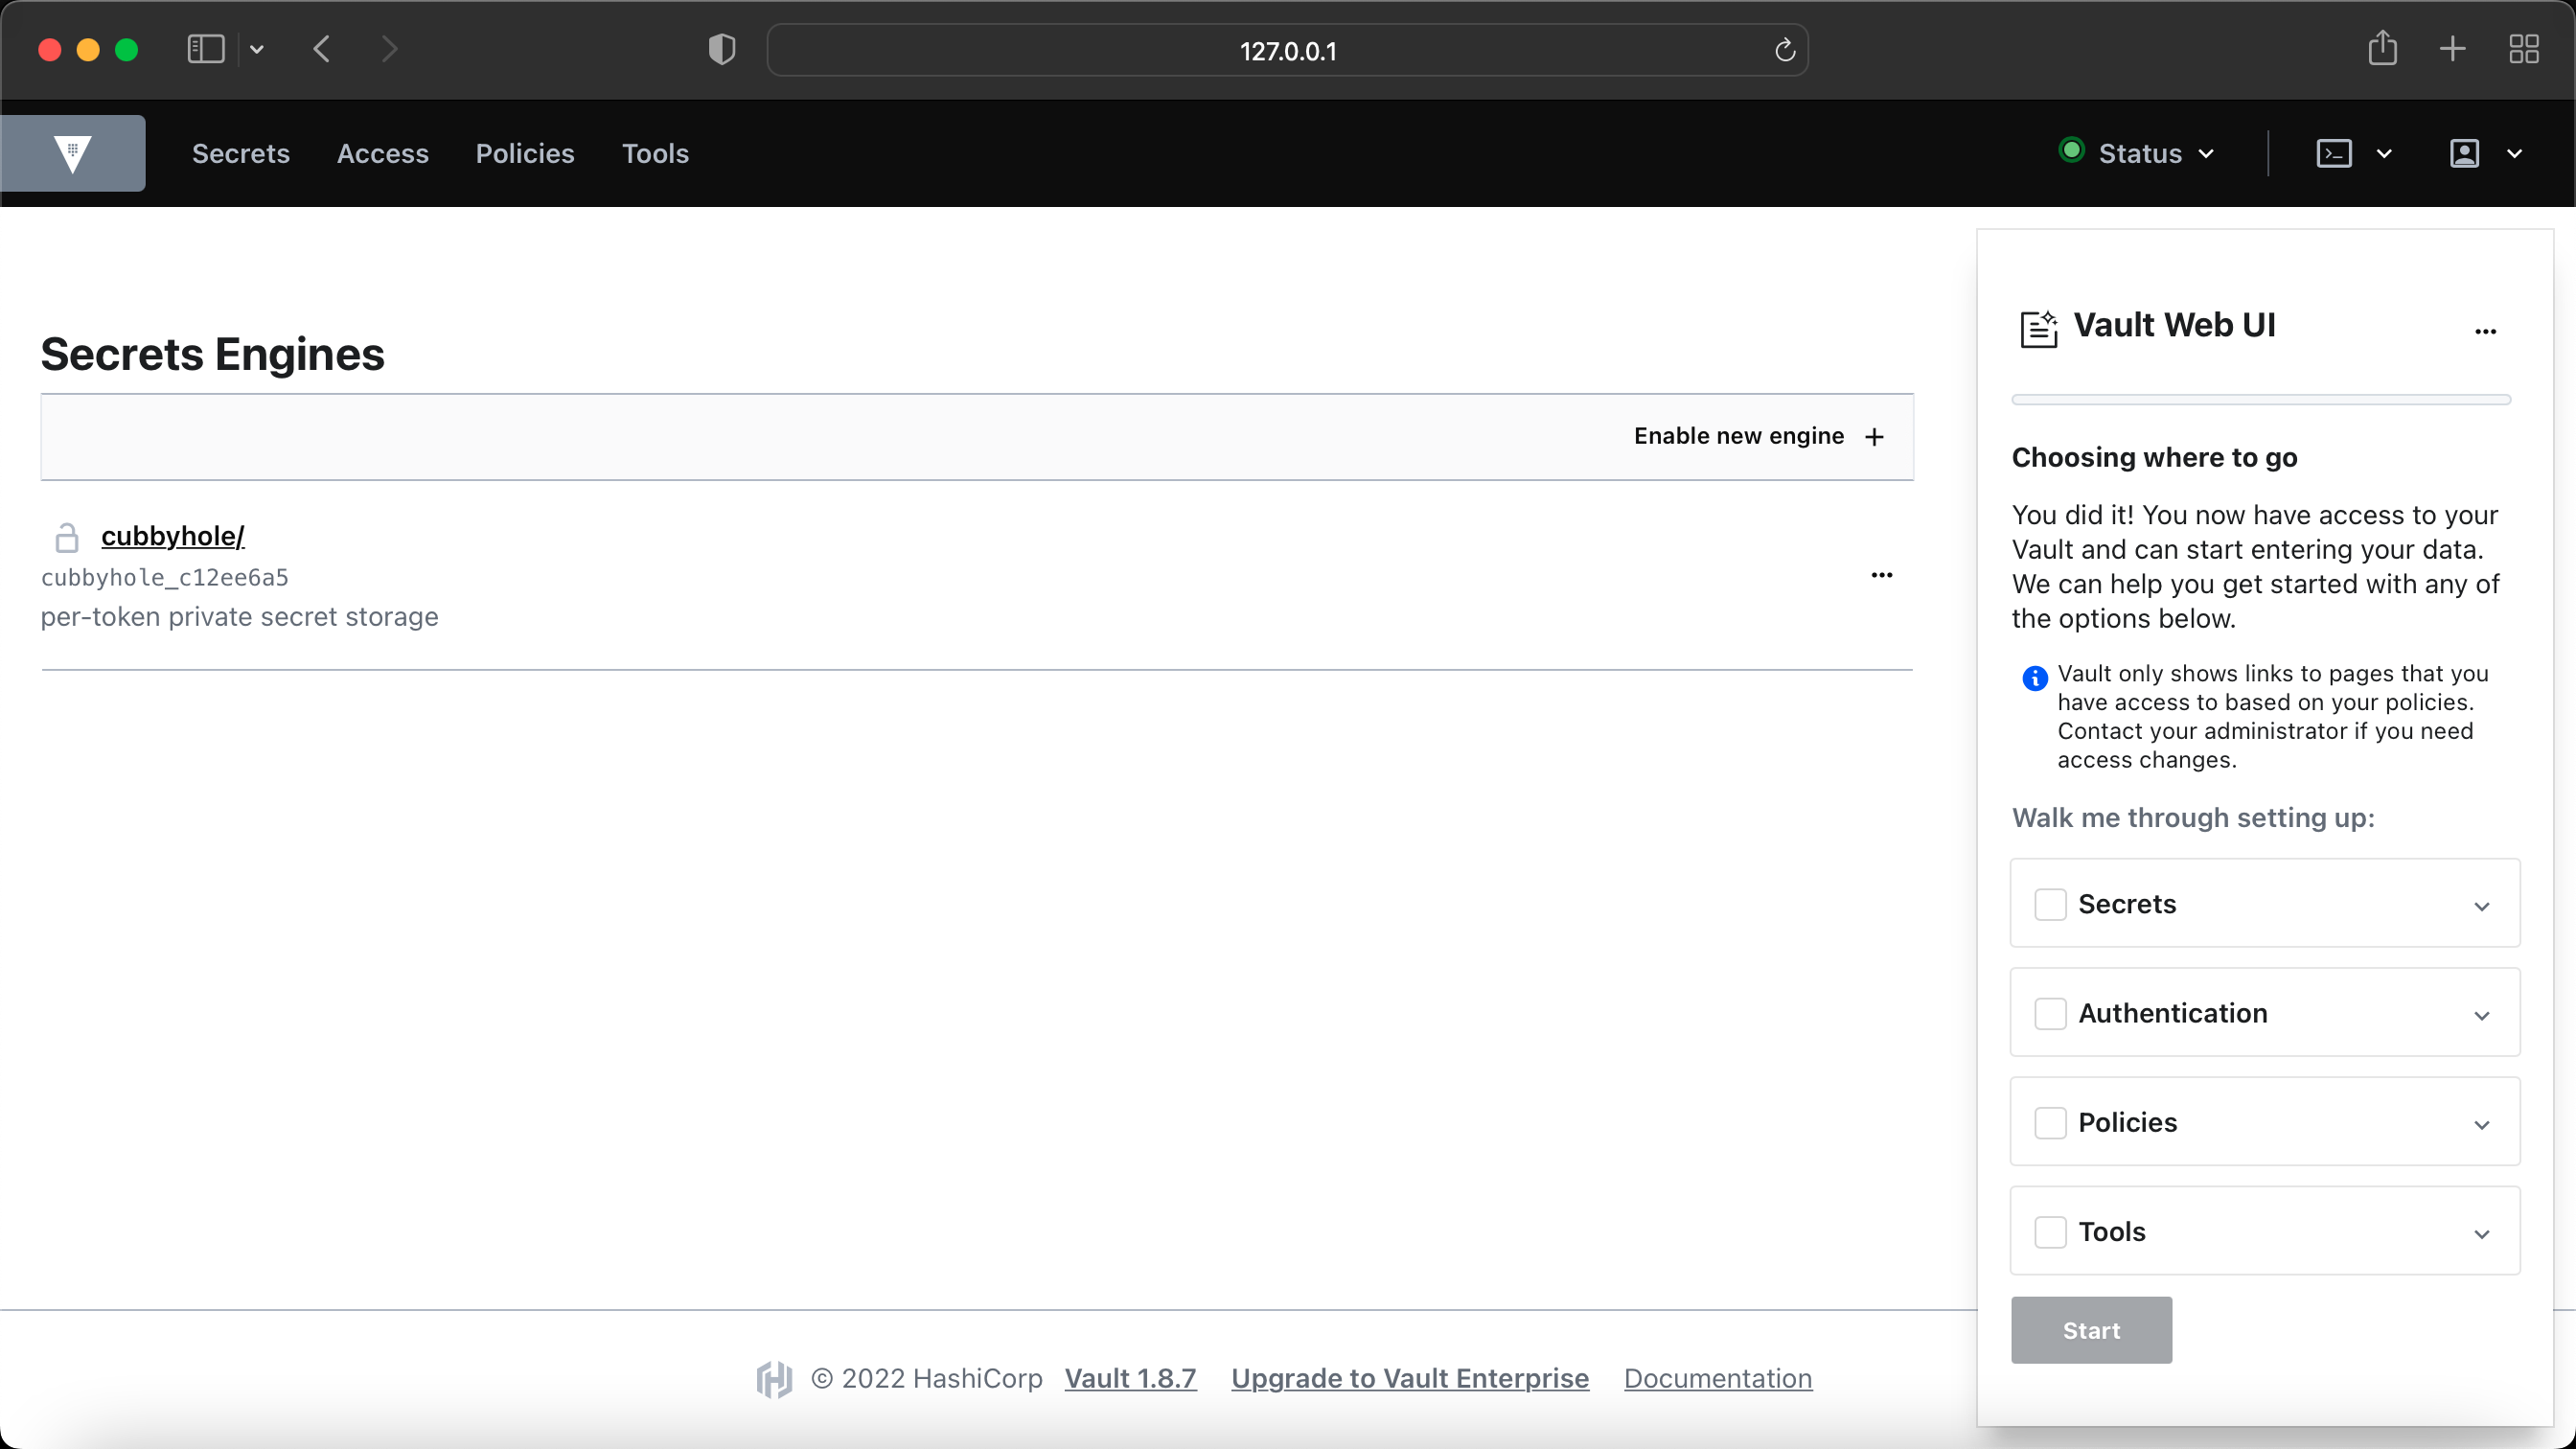 127.0.0.1
Secrets Access Policies Tools Status
Secrets Engines
Enable new engine
cubbyhole/
cubbyhole_c12ee6a5
per-token private secret storage
Vault Web UI
Choosing where to go
You did it! You now have access to your
Vault and can start entering your data.
We can help you get started with any of
the options below.
Vault only shows links to pages that you
have access to based on your policies.
Contact your administrator if you need
access changes.
Walk me through setting up:
Secrets
Authentication
Policies
Tools
Start
© 2022 HashiCorp Vault 1.8.7 Upgrade to Vault Enterprise Documentation